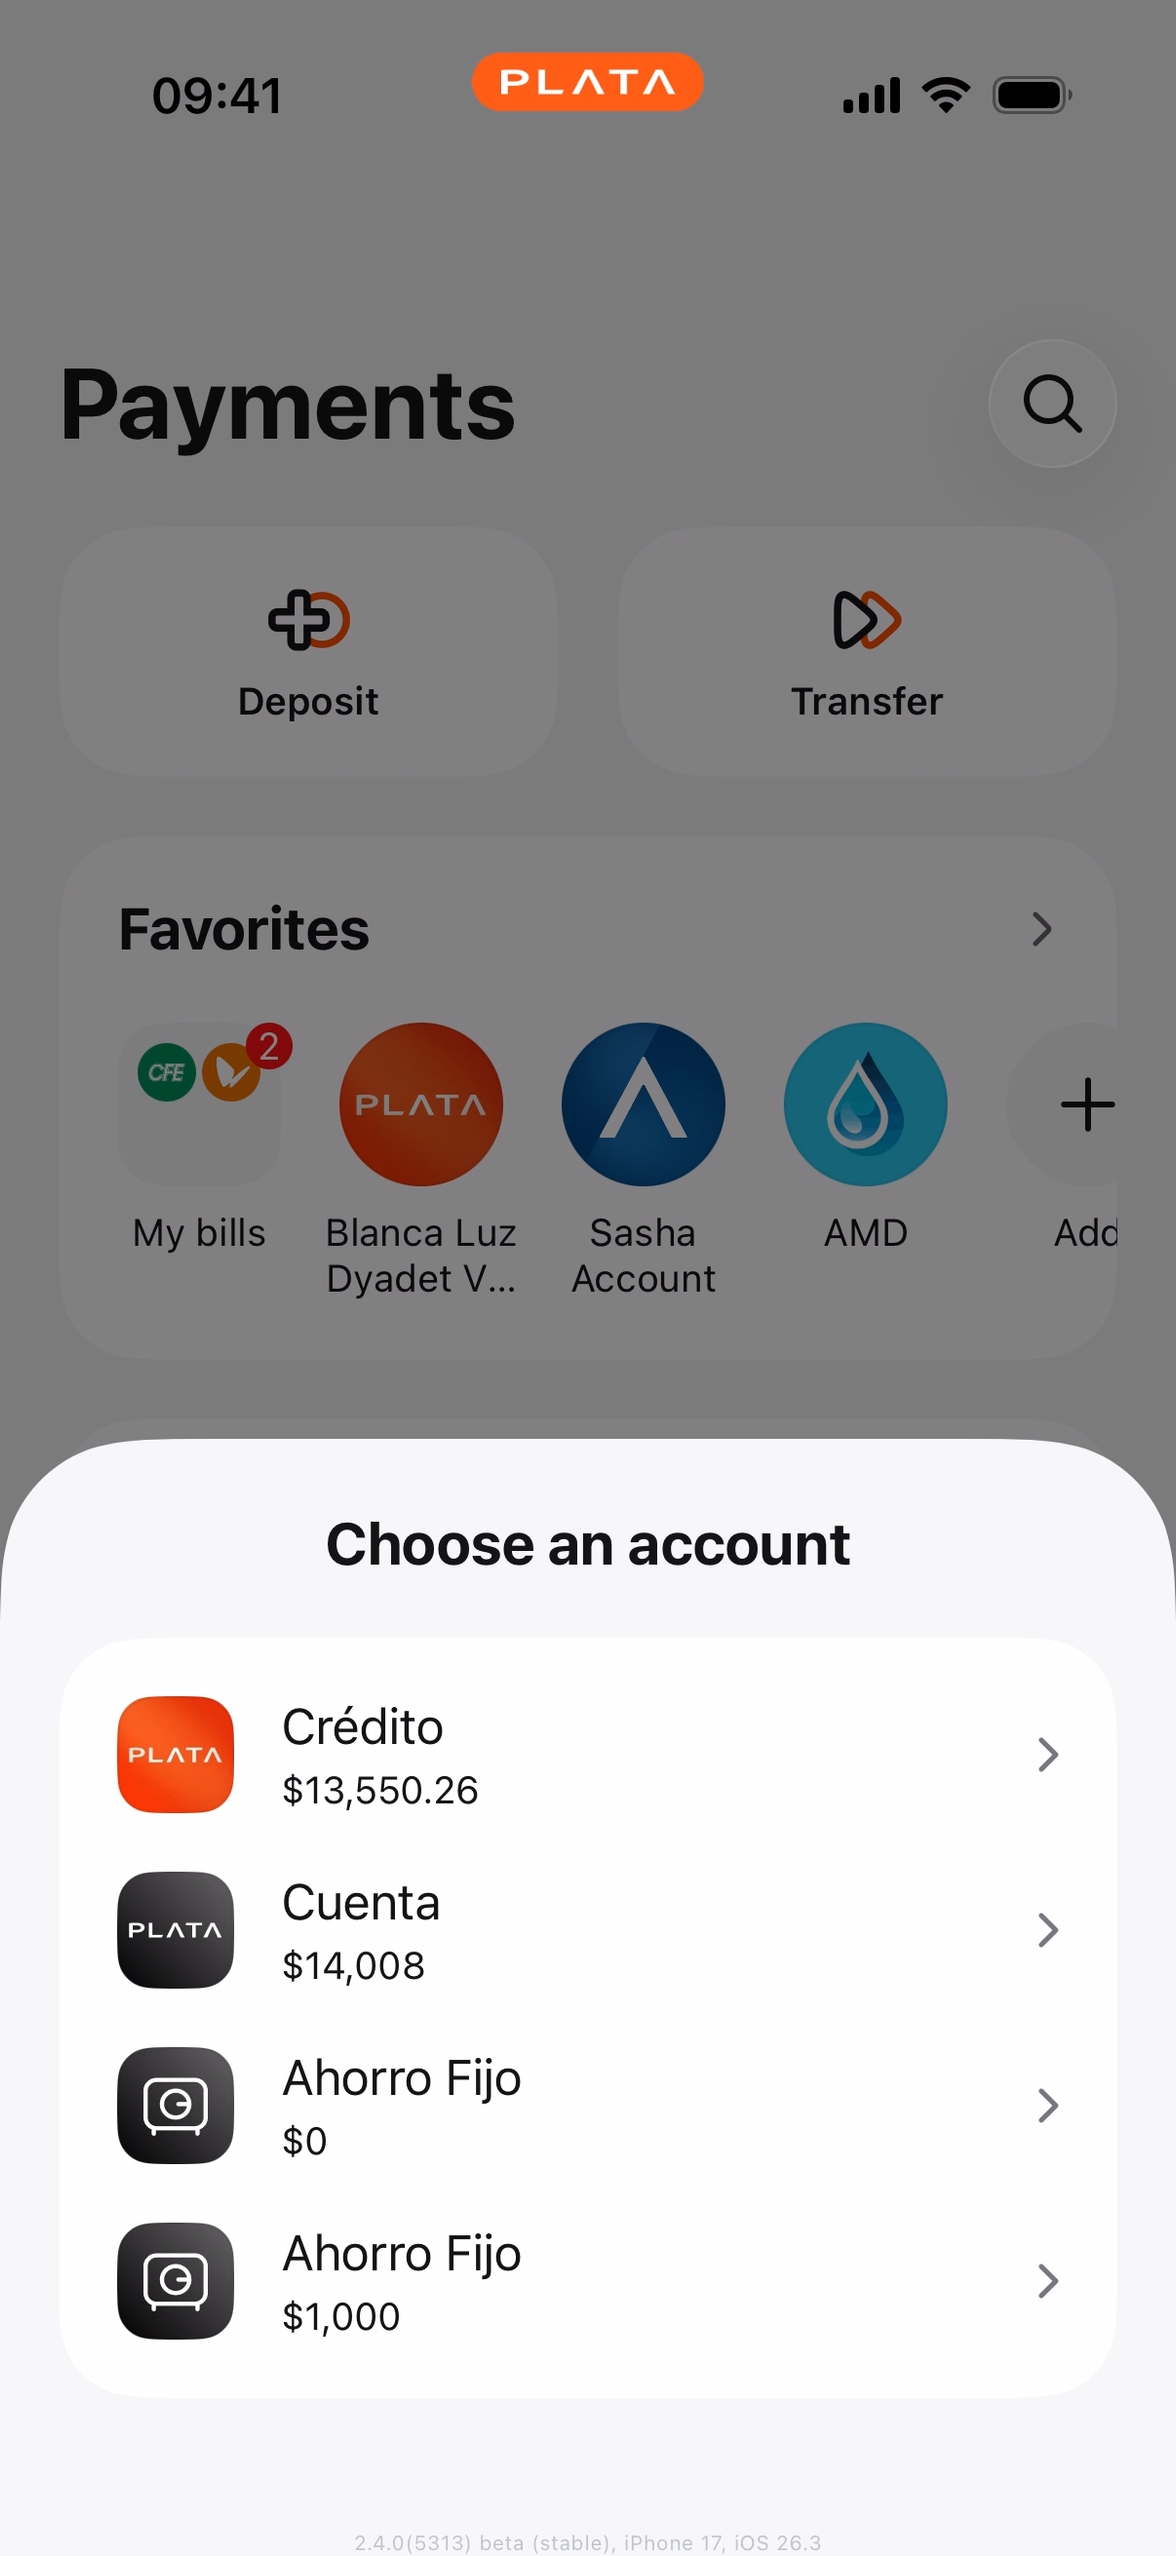 09:41
PLATA
Payments
Deposit
Transfer
Favorites
CFE
2
PLATA
My bills
Blanca Luz
Dyadet V...
Sasha
Account
AMD
Add
Choose an account
PLATA
Crédito
$13,550.26
PLATA
Cuenta
$14,008
Ahorro Fijo
$0
Ahorro Fijo
$1,000
2.4.0(5313) beta (stable), iPhone 17, iOS 26.3